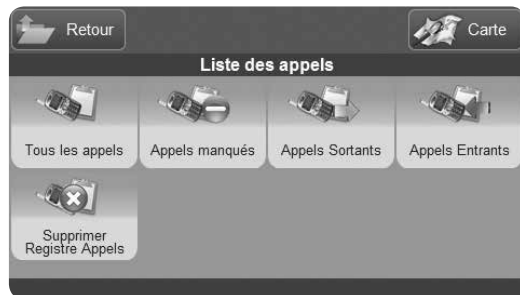 Retour
Carte
Liste des appels
Tous les appels
Appels manqués
Appels Sortants
Appels Entrants
Supprimer
Registre Appels